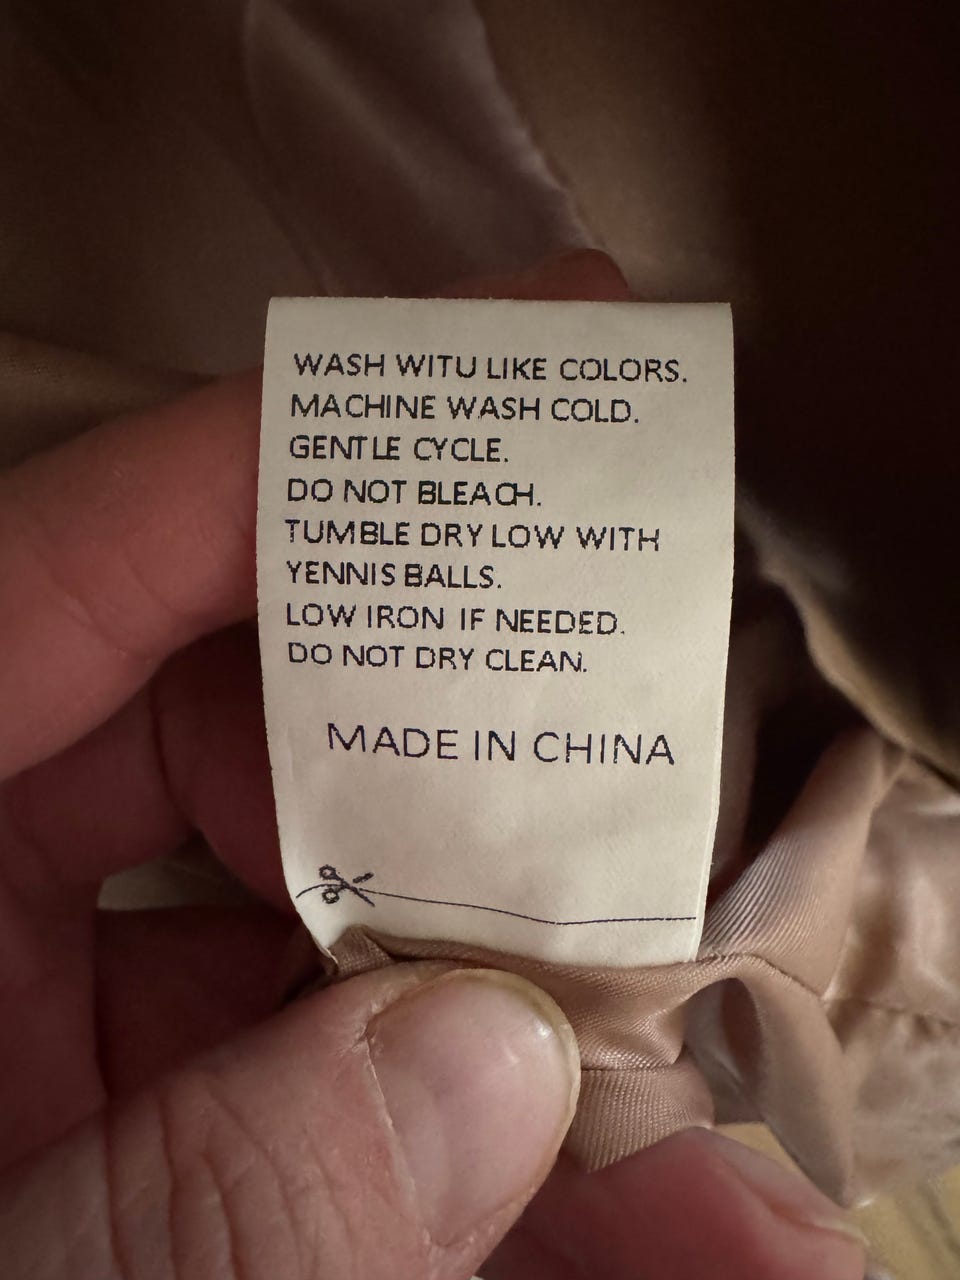 WASH WITU LIKE COLORS.
MACHINE WASH COLD.
GENTLE CYCLE.
DO NOT BLEACH.
TUMBLE DRY LOW WITH
YENNIS BALLS.
LOW IRON IF NEEDED.
DO NOT DRY CLEAN.
MADE IN CHINA